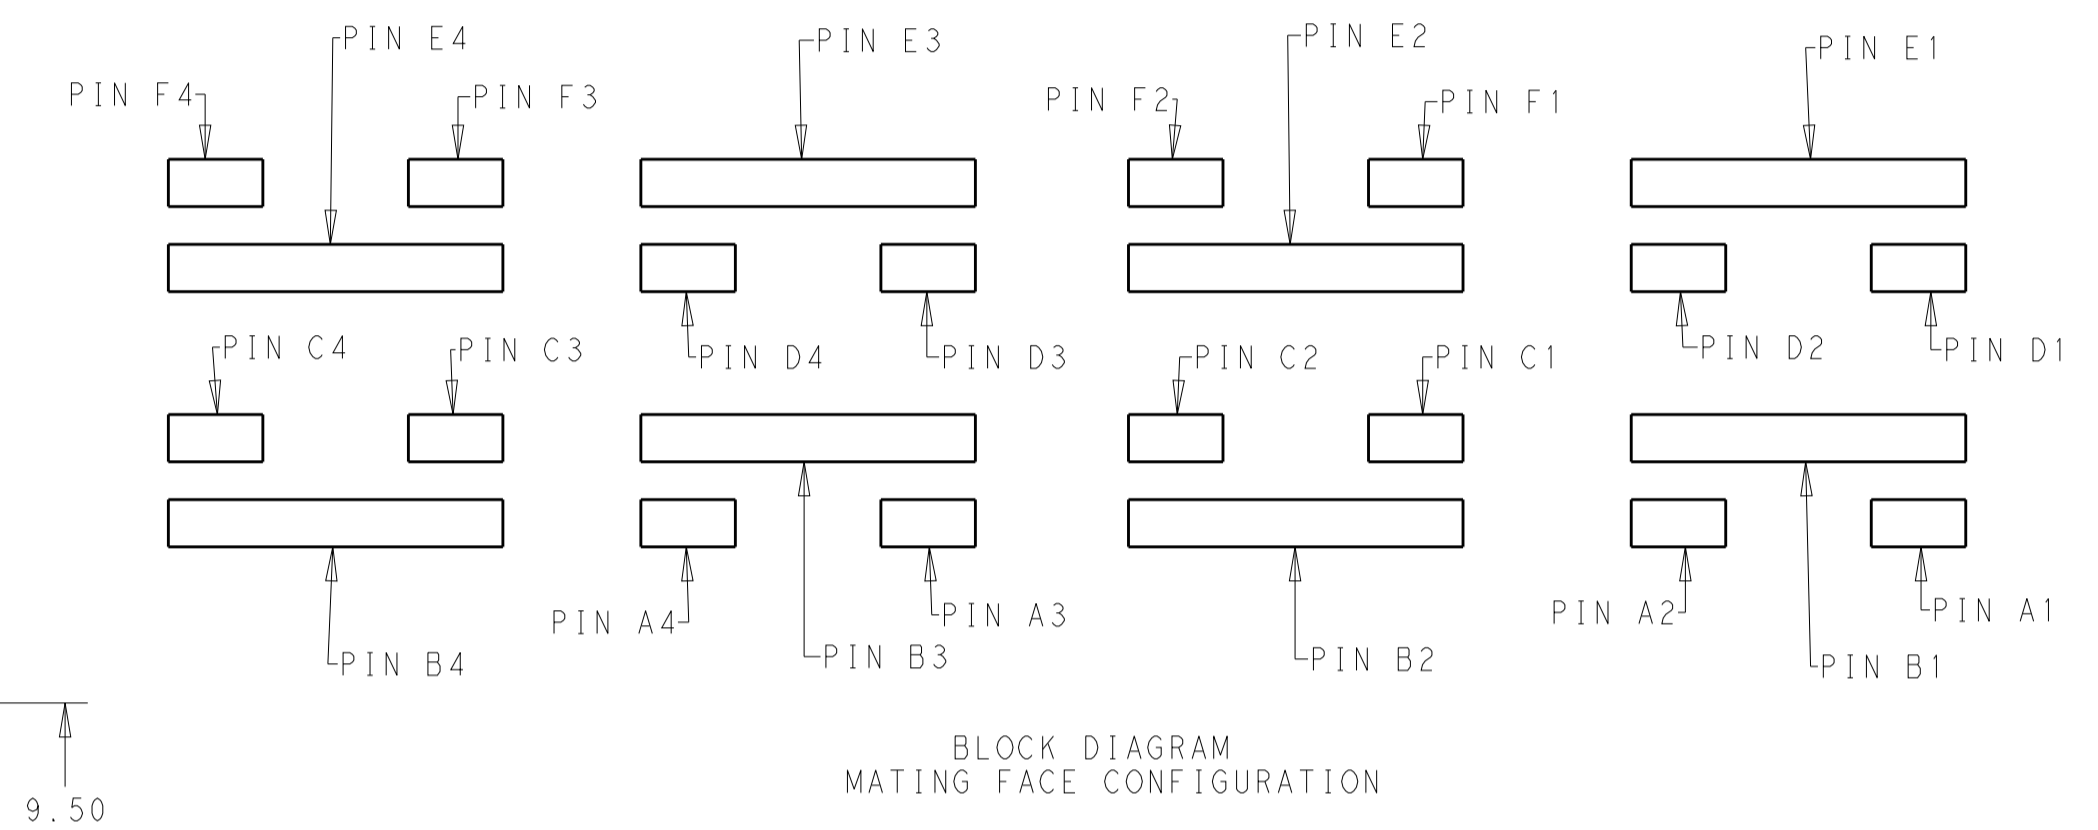 PIN E4
PIN E3
PIN E2
PIN E1
PIN F4
PIN F3
PIN F2
PIN F1
PIN C4
PIN C3
PIN D4
PIN D3
PIN C2
PIN C1
PIN D2
PIN D1
PIN A4
PIN A3
PIN A2
PIN A1
PIN B4
PIN B3
PIN B2
PIN B1
BLOCK DIAGRAM
MATING FACE CONFIGURATION
9.50